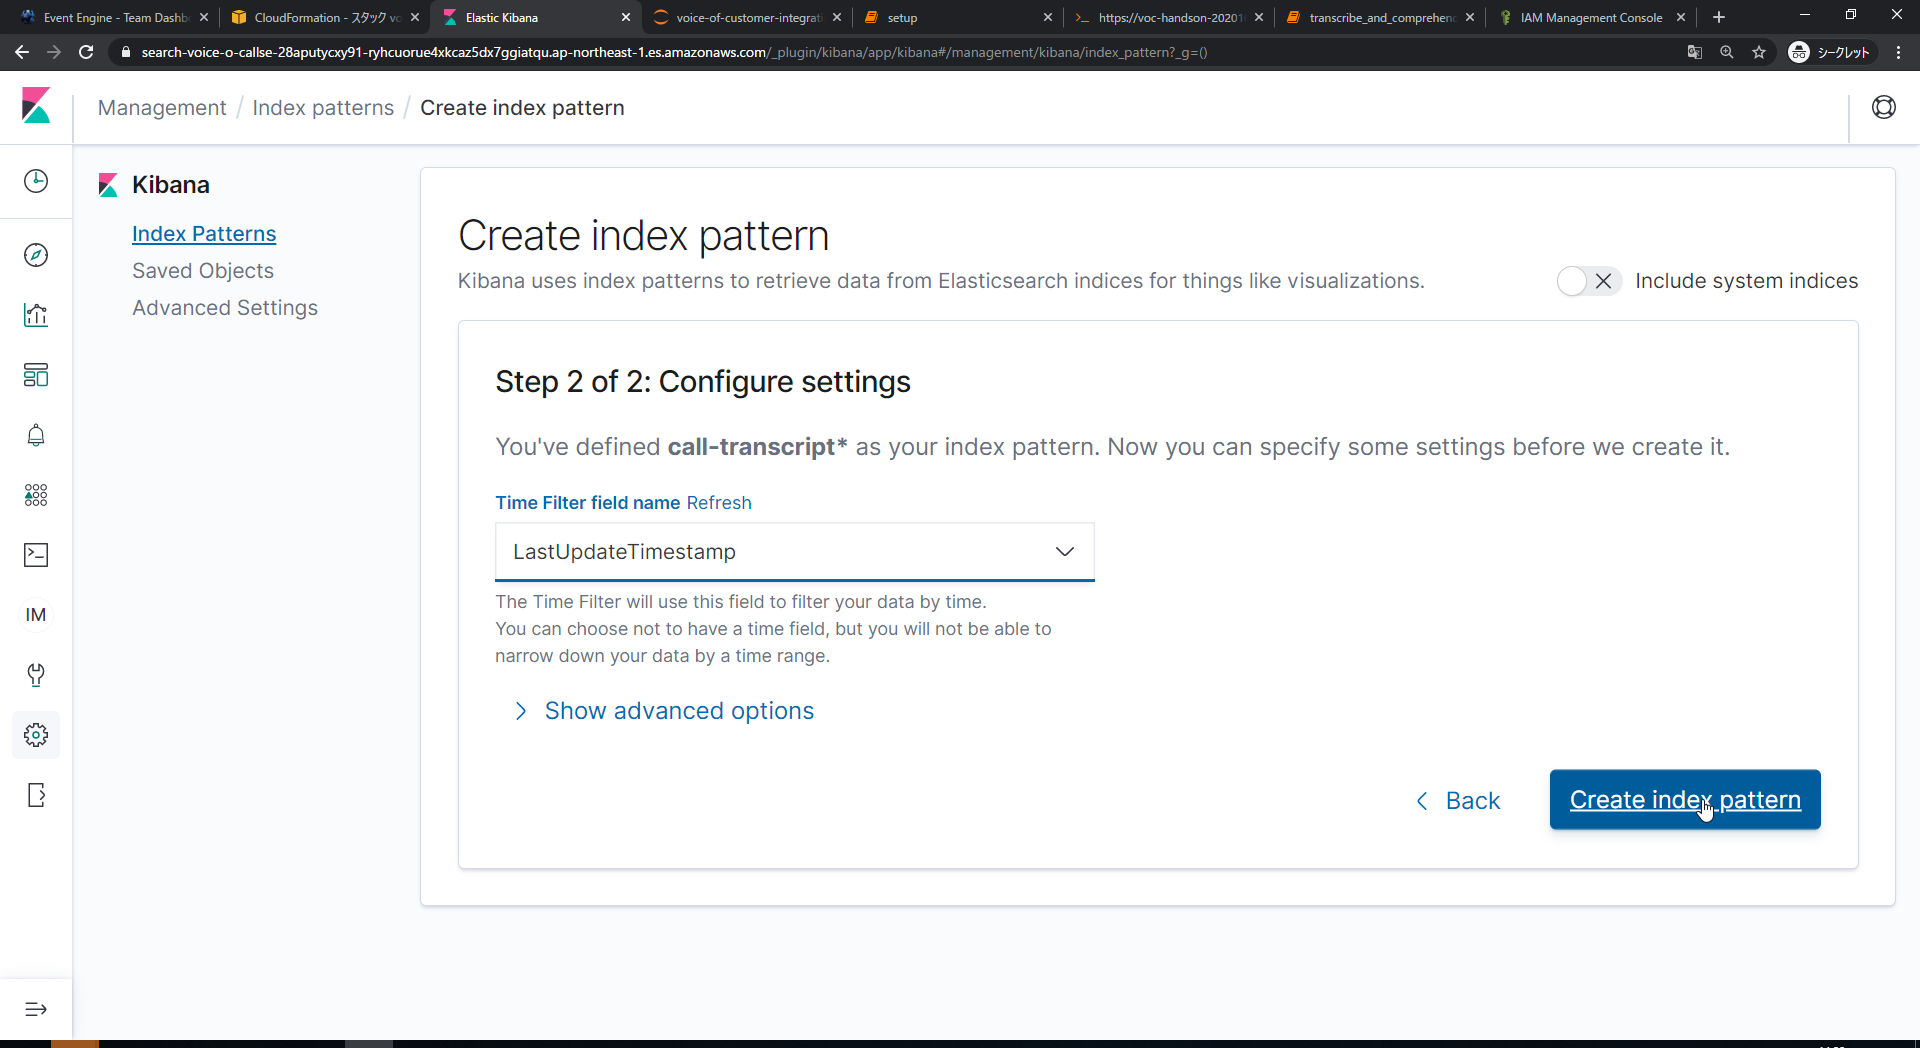 Event Engine - Team Dashb
CloudFormation - スタック vo
Elastic Kibana
voice-of-customer-integrati
setup
https://voc-handson-20201
transcribe_and_comprehen
IAM Management Console
search-voice-o-callse-28aputycxy91-ryhcuorue4xkcaz5dx7ggiatqu.ap-northeast-1.es.amazonaws.com/_plugin/kibana/app/kibana#/management/kibana/index_pattern?_g=()
シークレット
Management / Index patterns / Create index pattern
Kibana
Index Patterns
Saved Objects
Advanced Settings
IM
Create index pattern
Kibana uses index patterns to retrieve data from Elasticsearch indices for things like visualizations.
Include system indices
Step 2 of 2: Configure settings
You've defined call-transcript* as your index pattern. Now you can specify some settings before we create it.
Time Filter field name Refresh
LastUpdateTimestamp
The Time Filter will use this field to filter your data by time.
You can choose not to have a time field, but you will not be able to
narrow down your data by a time range.
Show advanced options
Back
Create index pattern